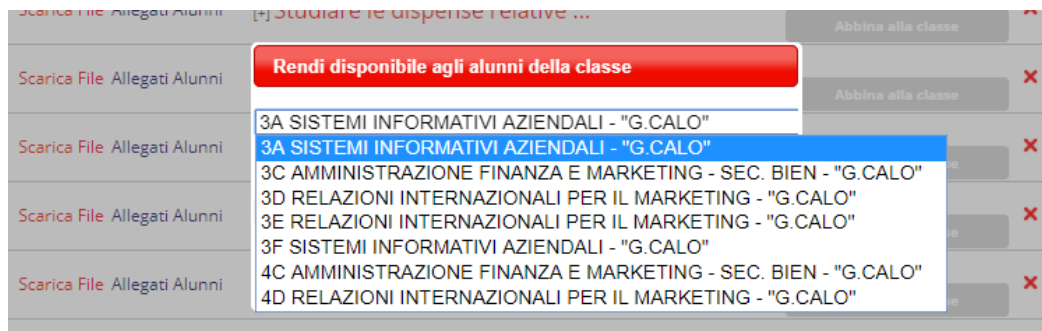 Scarica File Allegati Alunni [+] Studiare le dispense relative ...
Abbina alla classe
Rendi disponibile agli alunni della classe
Scarica File Allegati Alunni
Abbina alla classe
3A SISTEMI INFORMATIVI AZIENDALI - "G.CALO"
3A SISTEMI INFORMATIVI AZIENDALI - "G.CALO"
Scarica File Allegati Alunni
3C AMMINISTRAZIONE FINANZA E MARKETING - SEC. BIEN - "G.CALO"
3D RELAZIONI INTERNAZIONALI PER IL MARKETING - "G.CALO"
Scarica File Allegati Alunni
3E RELAZIONI INTERNAZIONALI PER IL MARKETING - "G.CALO"
3F SISTEMI INFORMATIVI AZIENDALI - "G.CALO"
4C AMMINISTRAZIONE FINANZA E MARKETING - SEC. BIEN - "G.CALO"
Scarica File Allegati Alunni
4D RELAZIONI INTERNAZIONALI PER IL MARKETING - "G.CALO"